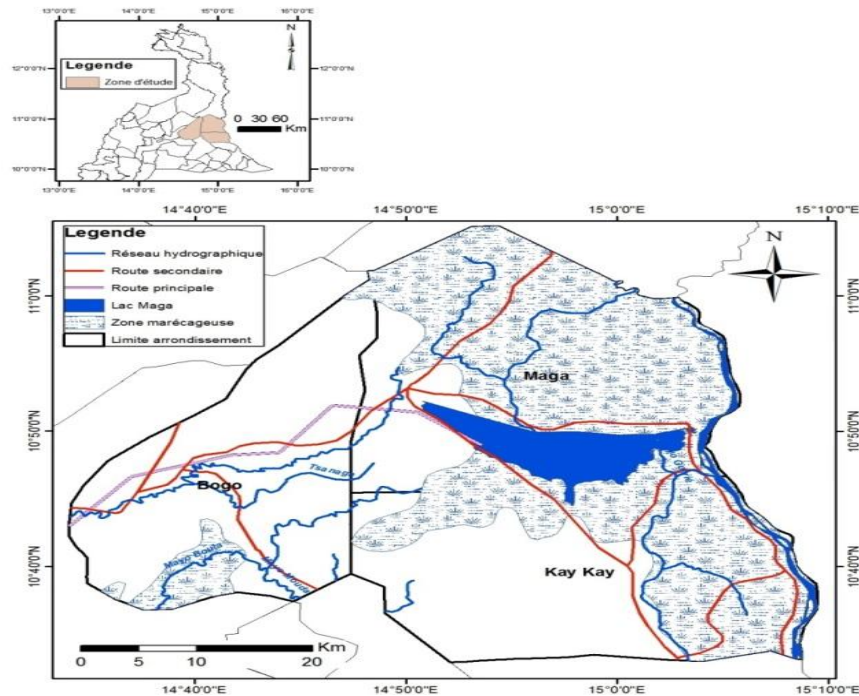 13°0'0"E 14°0'0"E 15°0'0"E 16°0'0"E
N
Legende
Zone d'étude
12°0'0"N
12°0'0"N
11°0'0"N
11°0'0"N
10°0'0"N
10°0'0"N
0 30 60
Km
13°0'0"E 14°0'0"E 15°0'0"E 16°0'0"E
14°40'0"E 14°50'0"E 15°0'0"E 15°10'0"E
Legende
Réseau hydrographique
Route secondaire
Route principale
Lac Maga
Zone marécageuse
Limite arrondissement
N
11°0'0"N
11°0'0"N
Maga
10°50'0"N
10°50'0"N
Tsanaga
Bogo
Mayo Boula
10°40'0"N
10°40'0"N
Kay Kay
Km
0 5 10 20
14°40'0"E 14°50'0"E 15°0'0"E 15°10'0"E